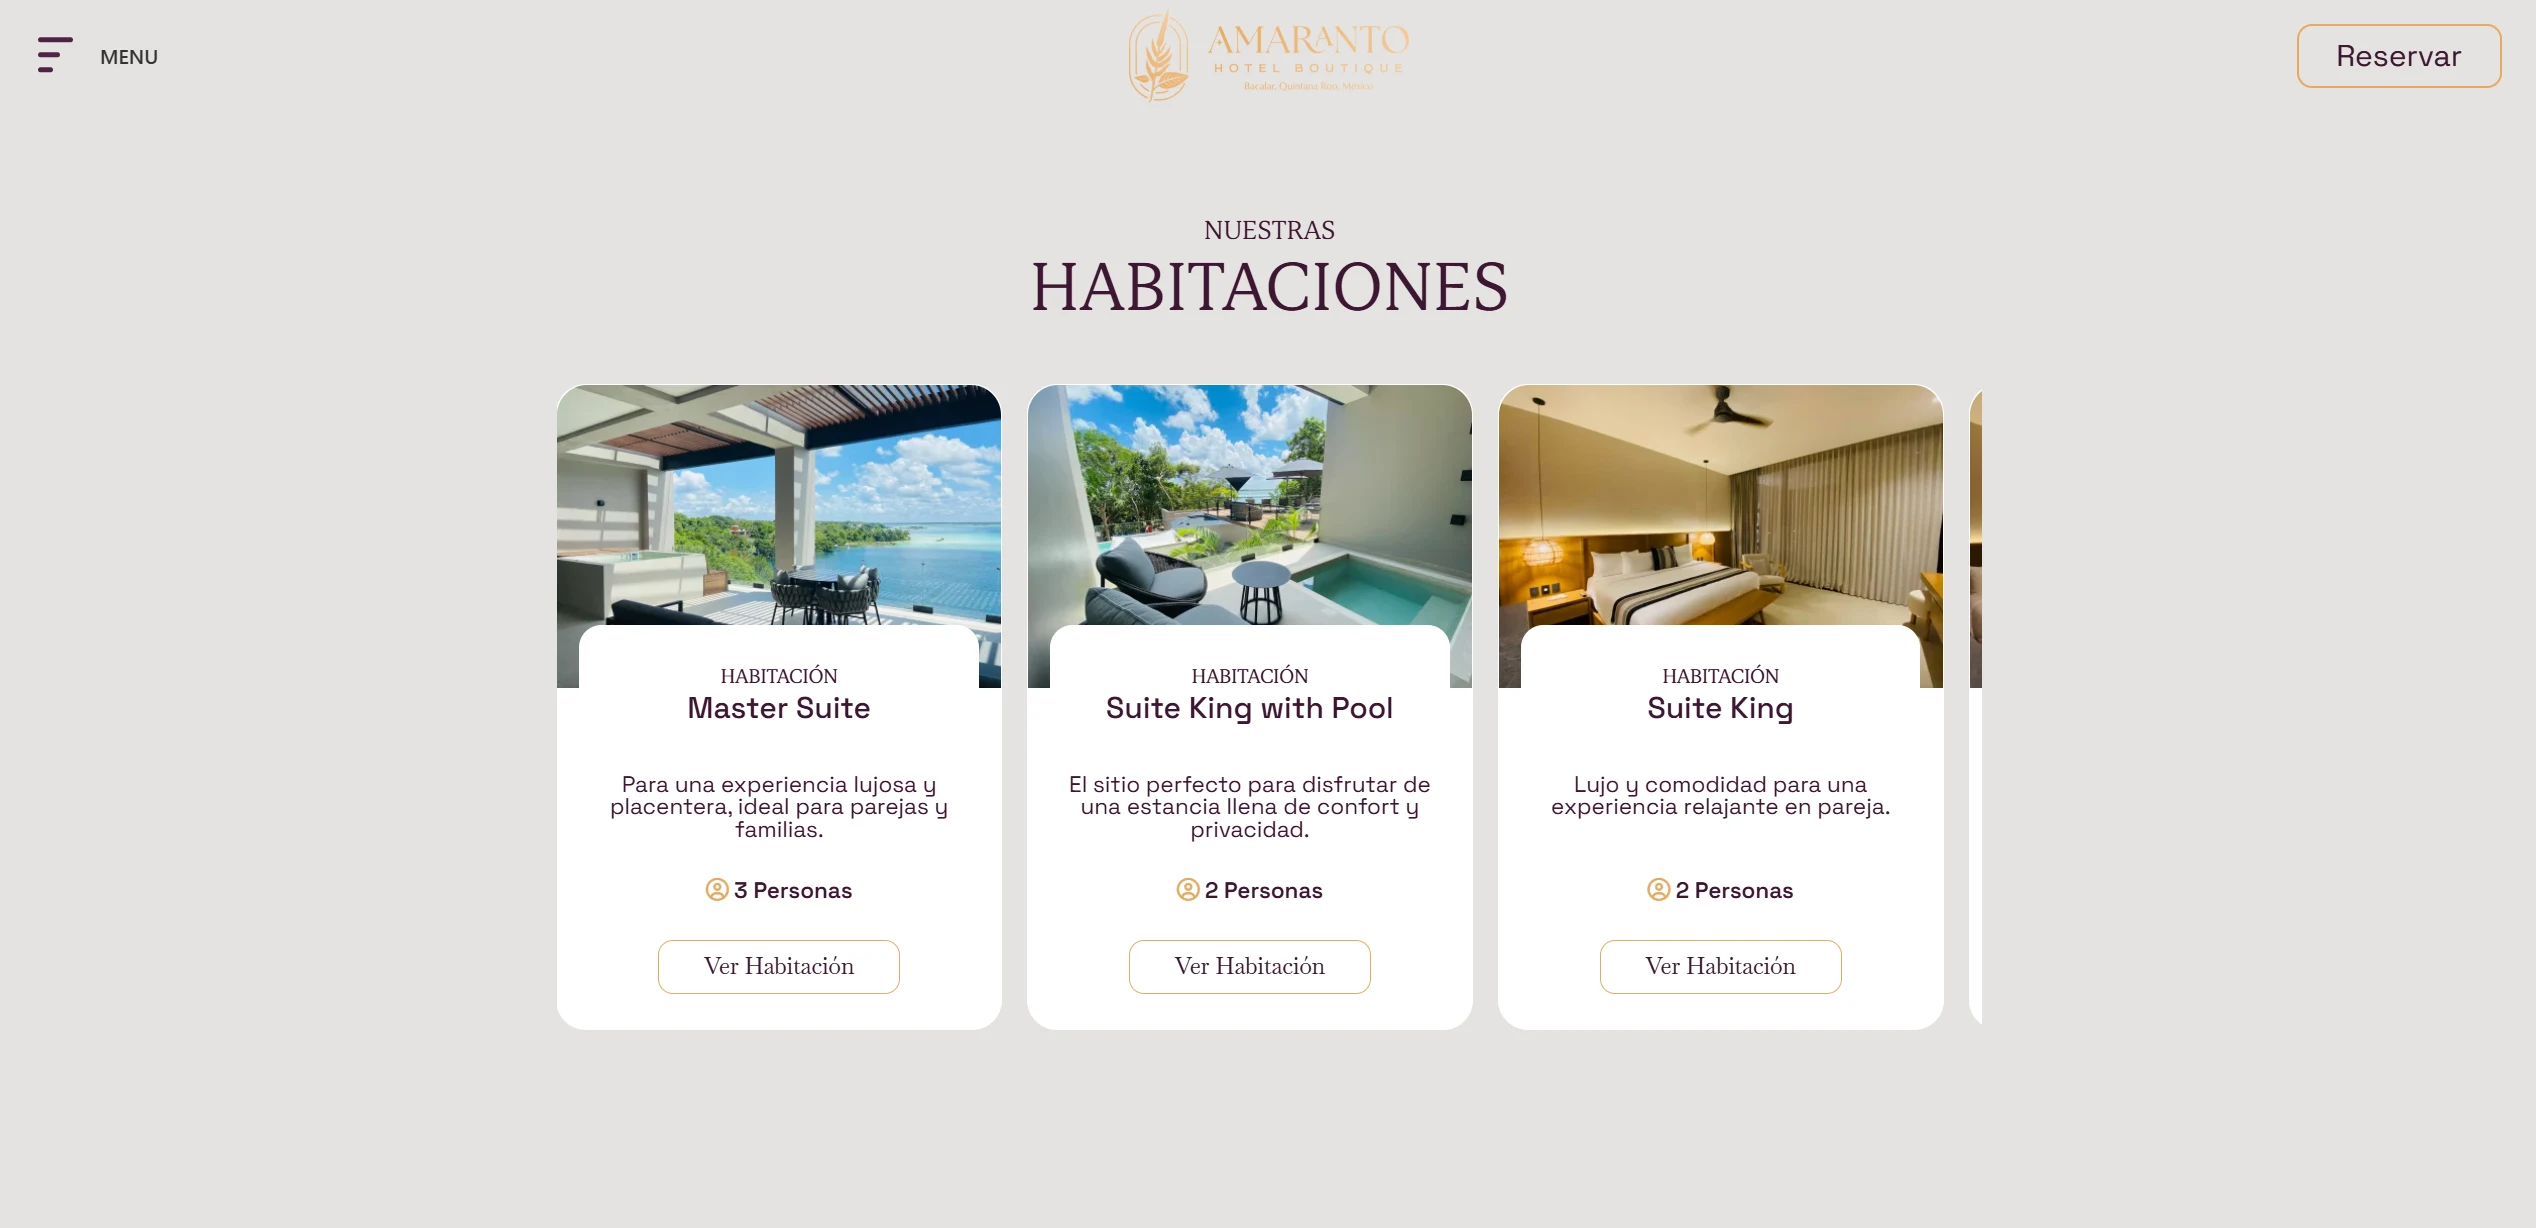 MENU
AMARANTO
HOTEL BOUTIQUE
Bacalar, Quintana Roo, México
Reservar
NUESTRAS
HABITACIONES
HABITACIÓN
Master Suite
Para una experiencia lujosa y
placentera, ideal para parejas y
familias.
3 Personas
Ver Habitación
HABITACIÓN
Suite King with Pool
El sitio perfecto para disfrutar de
una estancia llena de confort y
privacidad.
2 Personas
Ver Habitación
HABITACIÓN
Suite King
Lujo y comodidad para una
experiencia relajante en pareja.
2 Personas
Ver Habitación